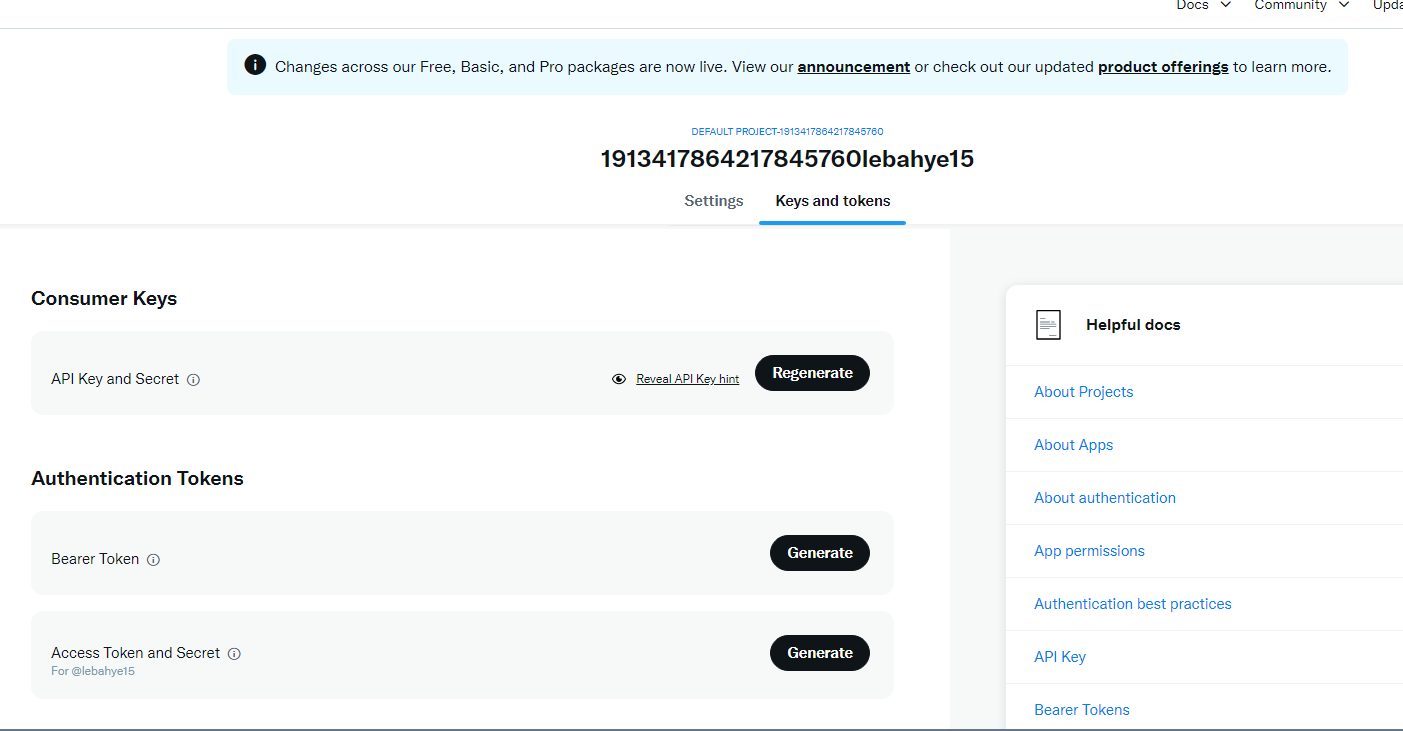 Docs
Community
Changes across our Free, Basic, and Pro packages are now live. View our announcement or check out our updated product offerings to learn more.
DEFAULT PROJECT-1913417864217845760
1913417864217845760lebahye15
Settings
Keys and tokens
Consumer Keys
API Key and Secret
Reveal API Key hint
Regenerate
Authentication Tokens
Bearer Token
Generate
Access Token and Secret
For @lebahye15
Generate
Helpful docs
About Projects
About Apps
About authentication
App permissions
Authentication best practices
API Key
Bearer Tokens